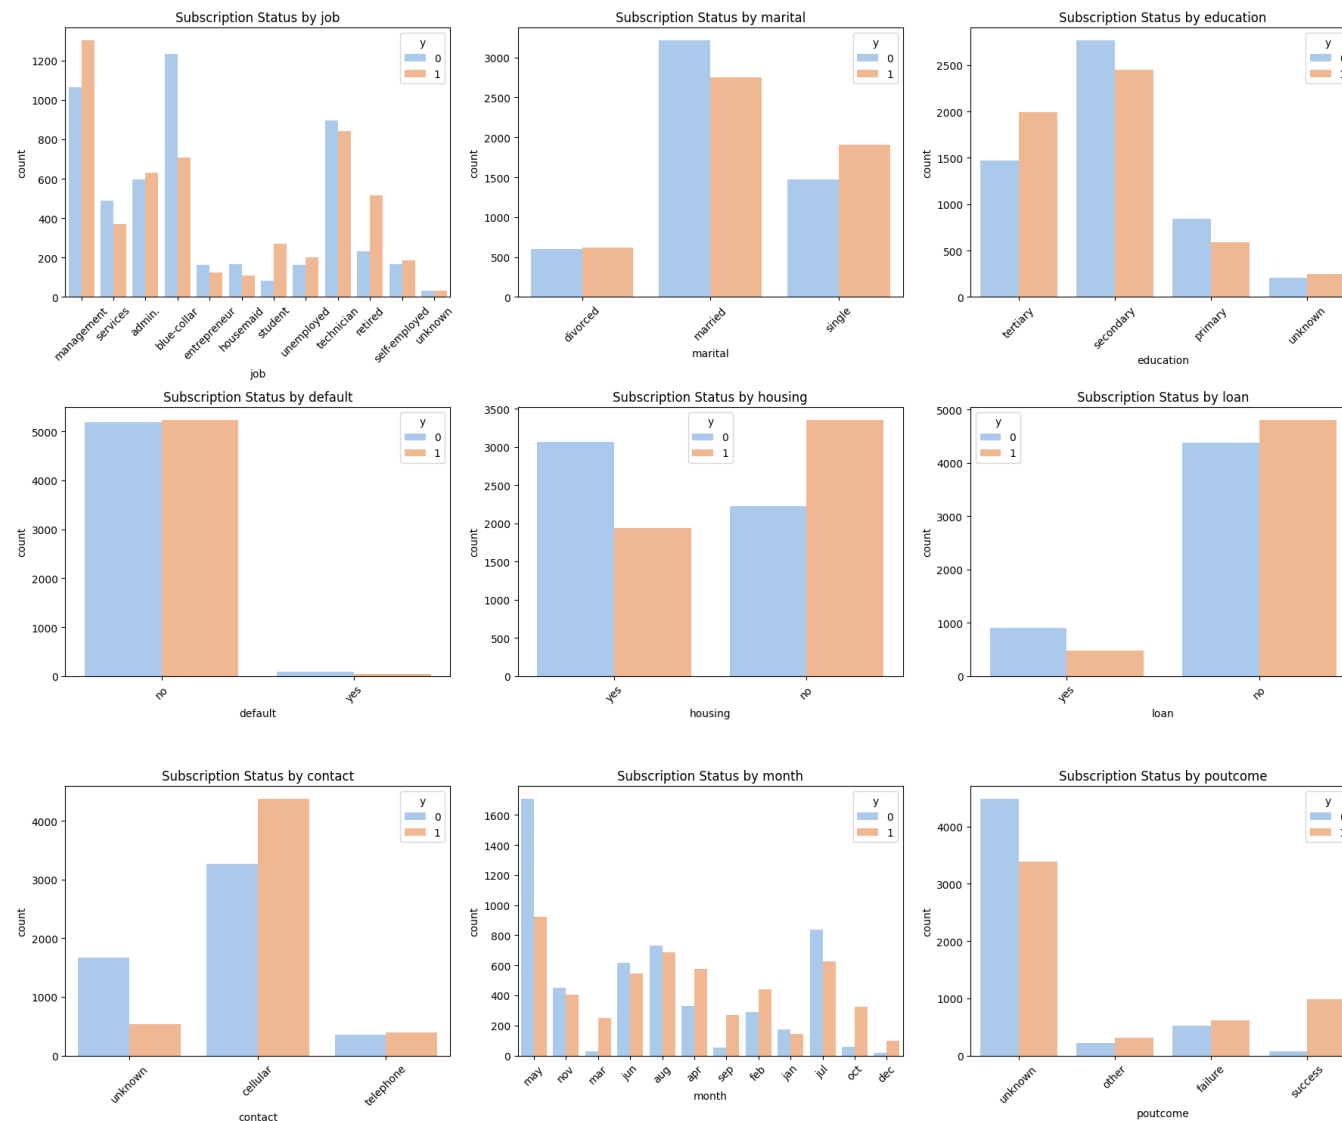 Subscription Status by job
y
0
1
1200
1000
800
600
400
200
0
count
management
services
admin.
blue-collar
entrepreneur
housemaid
student
unemployed
technician
retired
self-employed
unknown
job
Subscription Status by marital
y
0
1
3000
2500
2000
1500
1000
500
0
count
divorced
married
single
marital
Subscription Status by education
y
2500
2000
1500
1000
500
0
count
tertiary
secondary
primary
unknown
education
Subscription Status by default
y
0
1
5000
4000
3000
2000
1000
0
count
no
yes
default
Subscription Status by housing
y
0
1
3500
3000
2500
2000
1500
1000
500
0
count
yes
no
housing
Subscription Status by loan
y
0
1
5000
4000
3000
2000
1000
0
count
yes
no
loan
Subscription Status by contact
y
0
1
4000
3000
2000
1000
0
count
unknown
cellular
telephone
contact
Subscription Status by month
y
0
1
1600
1400
1200
1000
800
600
400
200
0
count
may
nov
mar
jun
aug
apr
sep
feb
jan
jul
oct
dec
month
Subscription Status by poutcome
y
4000
3000
2000
1000
0
count
unknown
other
failure
success
poutcome